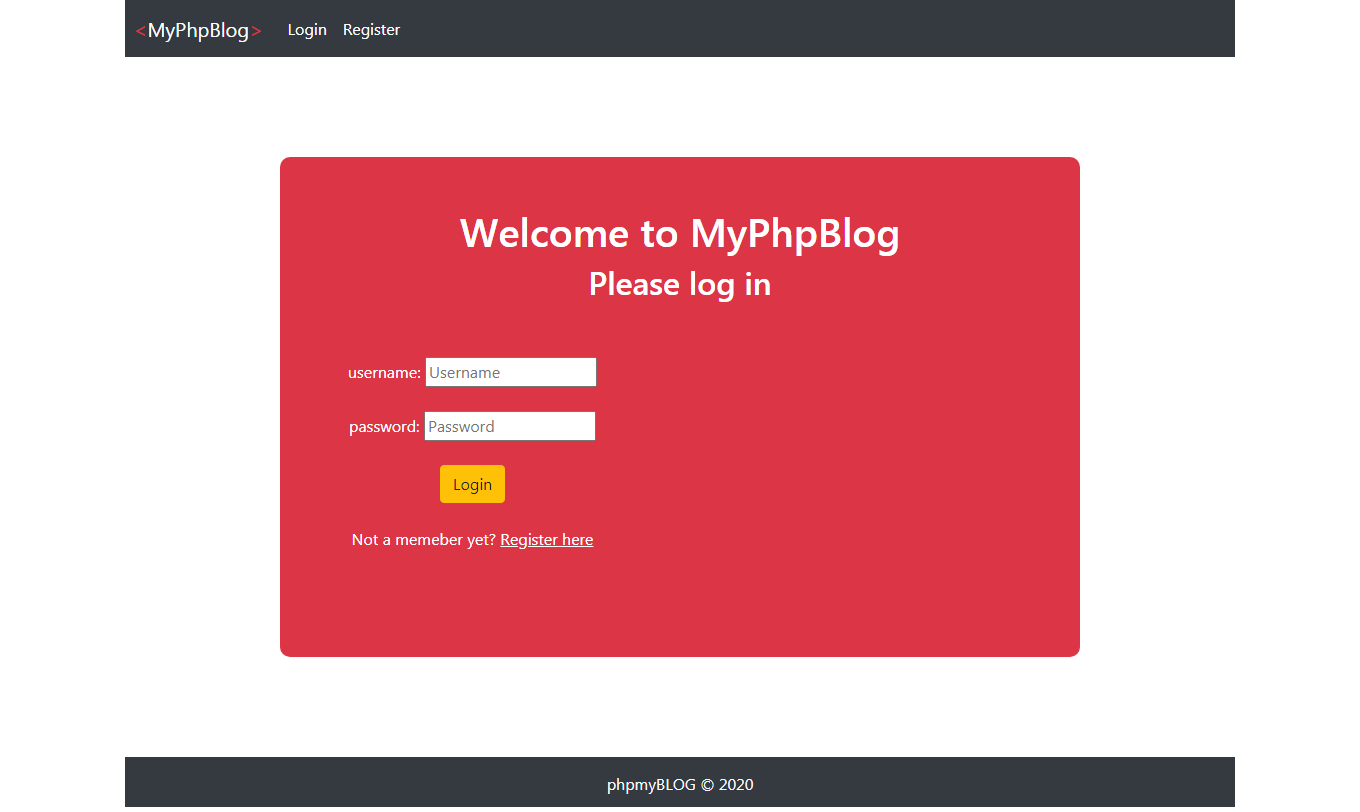 <MyPhpBlog> Login Register
Welcome to MyPhpBlog
Please log in
username: Username
password: Password
Login
Not a memeber yet? Register here
phpmyBLOG © 2020